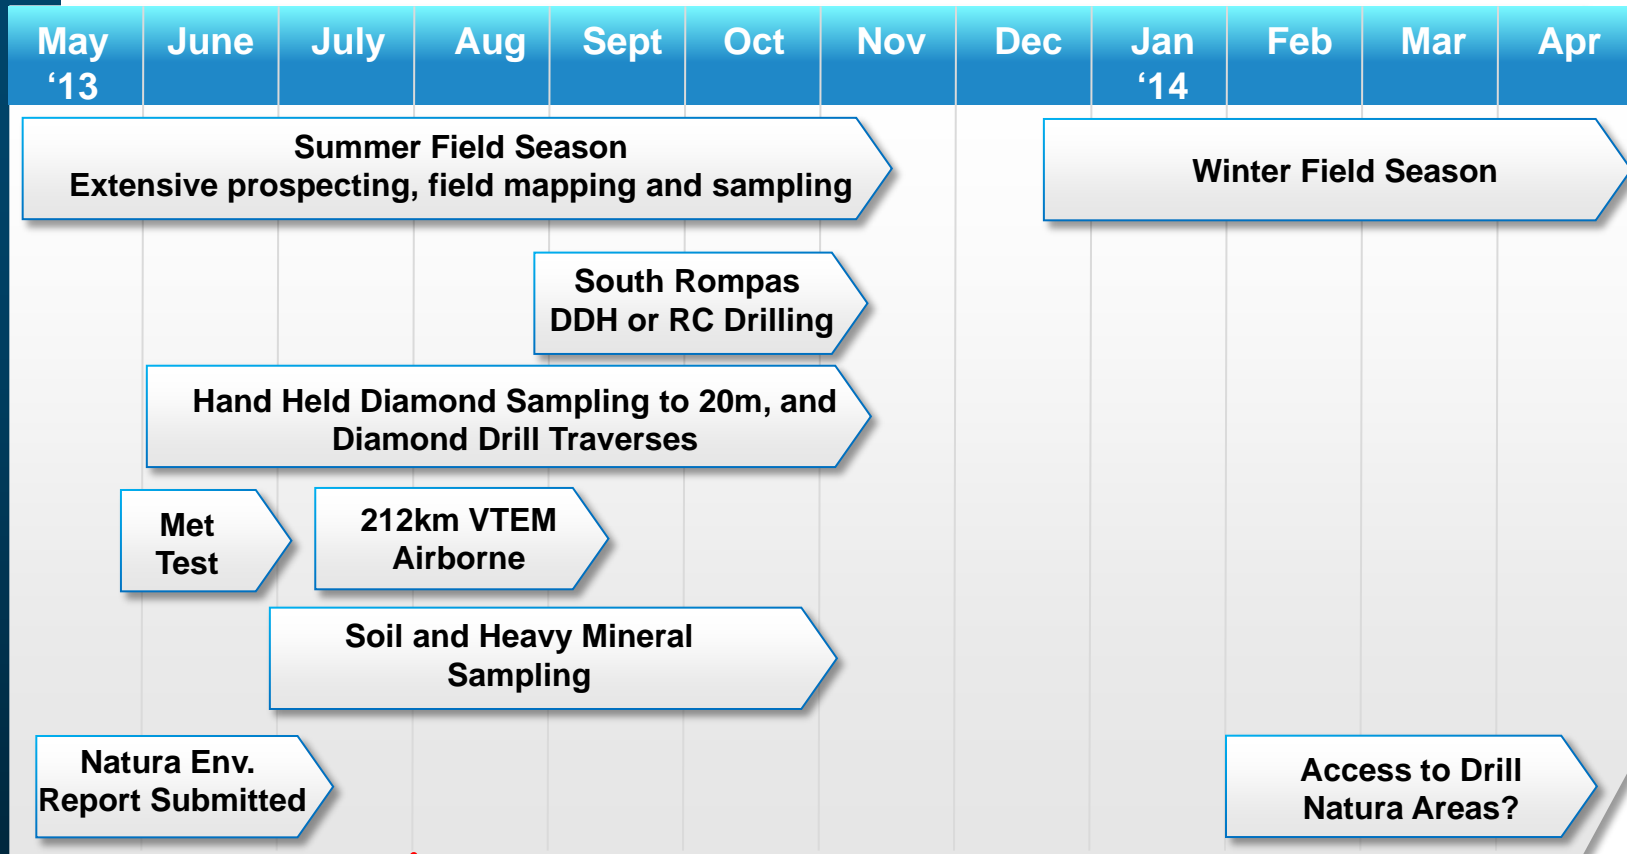 May June July Aug Sept Oct Nov Dec Jan Feb Mar Apr
‘13 ‘14
Summer Field Season
Extensive prospecting, field mapping and sampling
Winter Field Season
South Rompas
DDH or RC Drilling
Hand Held Diamond Sampling to 20m, and
Diamond Drill Traverses
Met
Test
212km VTEM
Airborne
Soil and Heavy Mineral
Sampling
Natura Env.
Report Submitted
Access to Drill
Natura Areas?